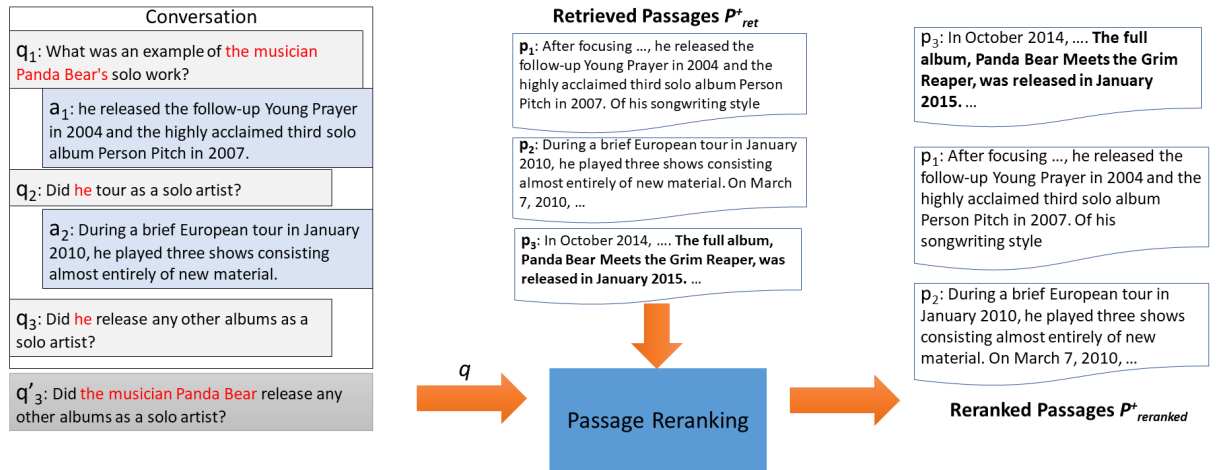 Conversation
q1: What was an example of the musician
Panda Bear's solo work?
a1: he released the follow-up Young Prayer
in 2004 and the highly acclaimed third solo
album Person Pitch in 2007.
q2: Did he tour as a solo artist?
a2: During a brief European tour in January
2010, he played three shows consisting
almost entirely of new material.
q3: Did he release any other albums as a
solo artist?
q’3: Did the musician Panda Bear release any
other albums as a solo artist?
Retrieved Passages P+ret
p1: After focusing ..., he released the
follow-up Young Prayer in 2004 and the
highly acclaimed third solo album Person
Pitch in 2007. Of his songwriting style
p2: During a brief European tour in January
2010, he played three shows consisting
almost entirely of new material. On March
7, 2010, ...
p3: In October 2014, .... The full album,
Panda Bear Meets the Grim Reaper, was
released in January 2015. ...
q
Passage Reranking
p3: In October 2014, .... The full
album, Panda Bear Meets the Grim
Reaper, was released in January
2015. ...
p1: After focusing ..., he released the
follow-up Young Prayer in 2004 and the
highly acclaimed third solo album
Person Pitch in 2007. Of his
songwriting style
p2: During a brief European tour in
January 2010, he played three shows
consisting almost entirely of new
material. On March 7, 2010, ...
Reranked Passages P+reranked